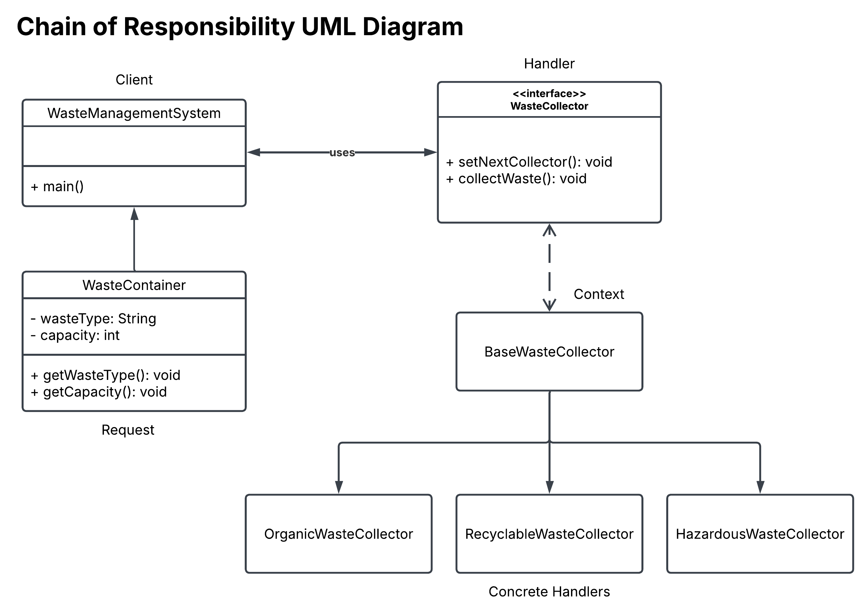 Chain of Responsibility UML Diagram
Client
WasteManagementSystem
+ main()
Handler
<<interface>>
WasteCollector
+ setNextCollector(): void
+ collectWaste(): void
uses
WasteContainer
- wasteType: String
- capacity: int
+ getWasteType(): void
+ getCapacity(): void
Request
Context
BaseWasteCollector
OrganicWasteCollector
RecyclableWasteCollector
HazardousWasteCollector
Concrete Handlers